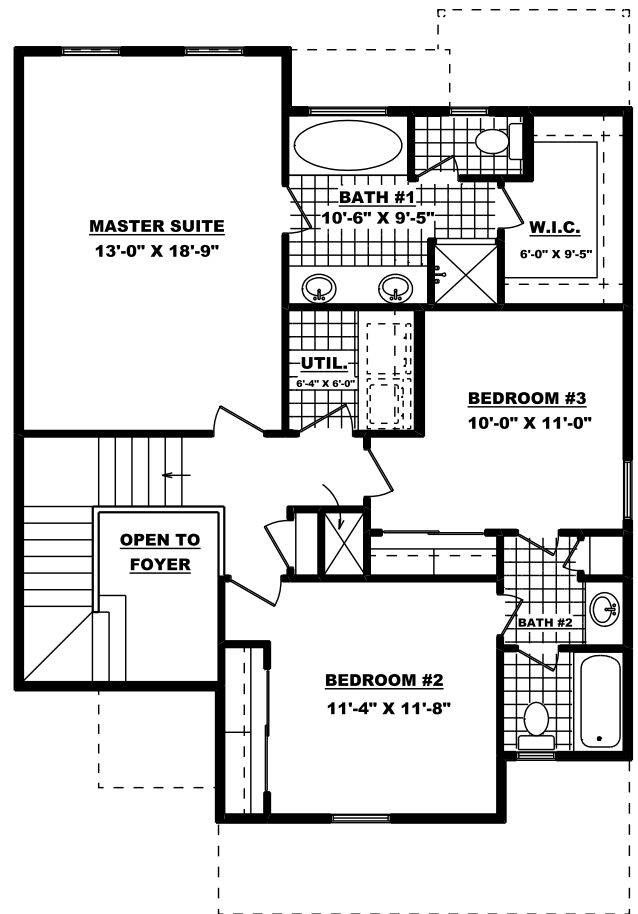 BATH #1
10'-6" X 9'-5"
MASTER SUITE
13'-0" X 18'-9"
W.I.C.
6'-0" X 9'-5"
UTIL.
6'-4" X 6'-0"
BEDROOM #3
10'-0" X 11'-0"
OPEN TO
FOYER
BATH #2
BEDROOM #2
11'-4" X 11'-8"